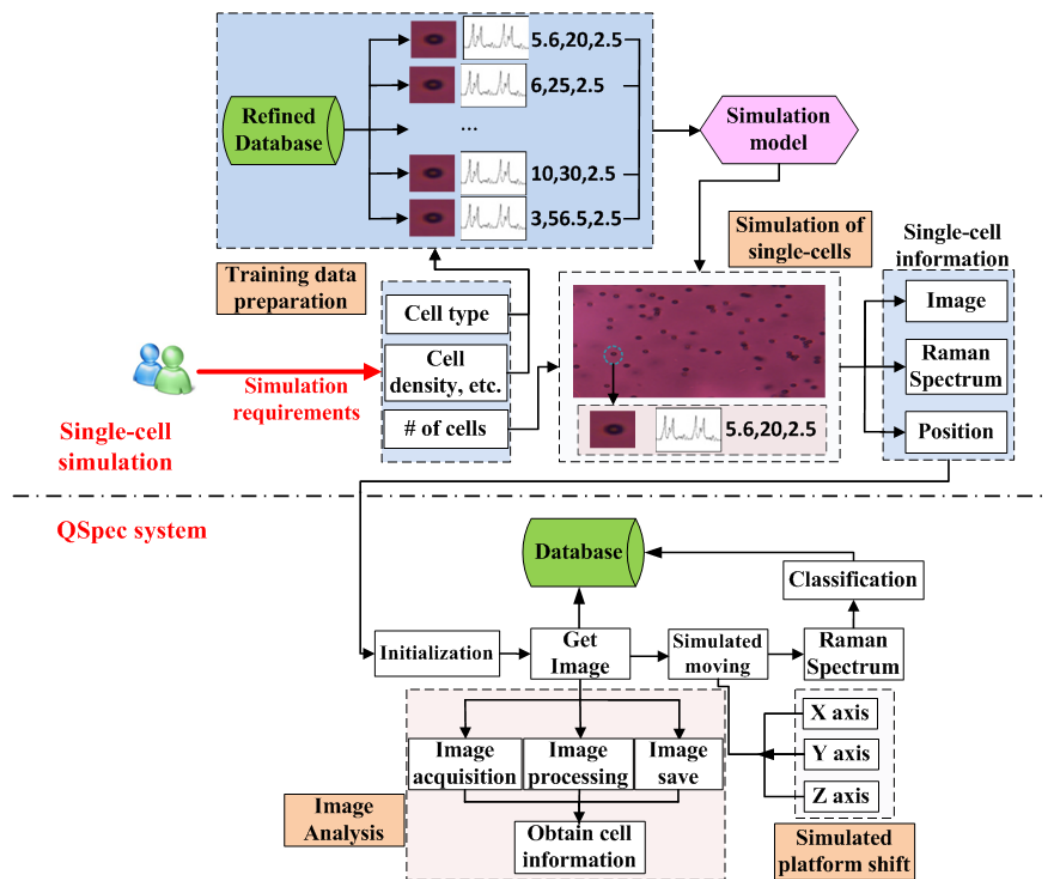 5.6,20,2.5
6,25,2.5
Refined
Database
...
10,30,2.5
3,56.5,2.5
Simulation
model
Training data
preparation
Simulation of
single-cells
Single-cell
information
Cell type
Cell
density, etc.
# of cells
Simulation
requirements
Single-cell
simulation
5.6,20,2.5
Image
Raman
Spectrum
Position
QSpec system
Database
Classification
Initialization
Get
Image
Simulated
moving
Raman
Spectrum
X axis
Y axis
Z axis
Image
acquisition
Image
processing
Image
save
Image
Analysis
Obtain cell
information
Simulated
platform shift